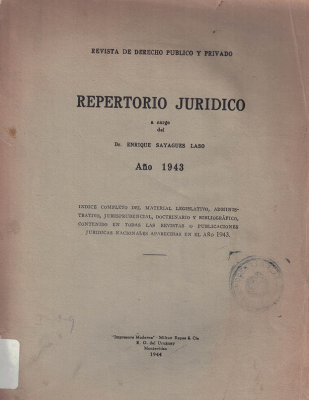 REVISTA DE DERECHO PUBLICO Y PRIVADO
REPERTORIO JURIDICO
a cargo
del
Dr. ENRIQUE SAYAGUES LASO
Año 1943
INDICE COMPLETO DEL MATERIAL LEGISLATIVO, ADMINIS-
TRATIVO, JURISPRUDENCIAL, DOCTRINARIO Y BIBLIOGRÁFICO,
CONTENIDO EN TODAS LAS REVISTAS O PUBLICACIONES
JURIDICAS NACIONALES APARECIDAS EN EL AÑO 1943.
"Impresora Moderna" - Milton Reyes & Cía
R. O. del Uruguay
Montevideo
1944